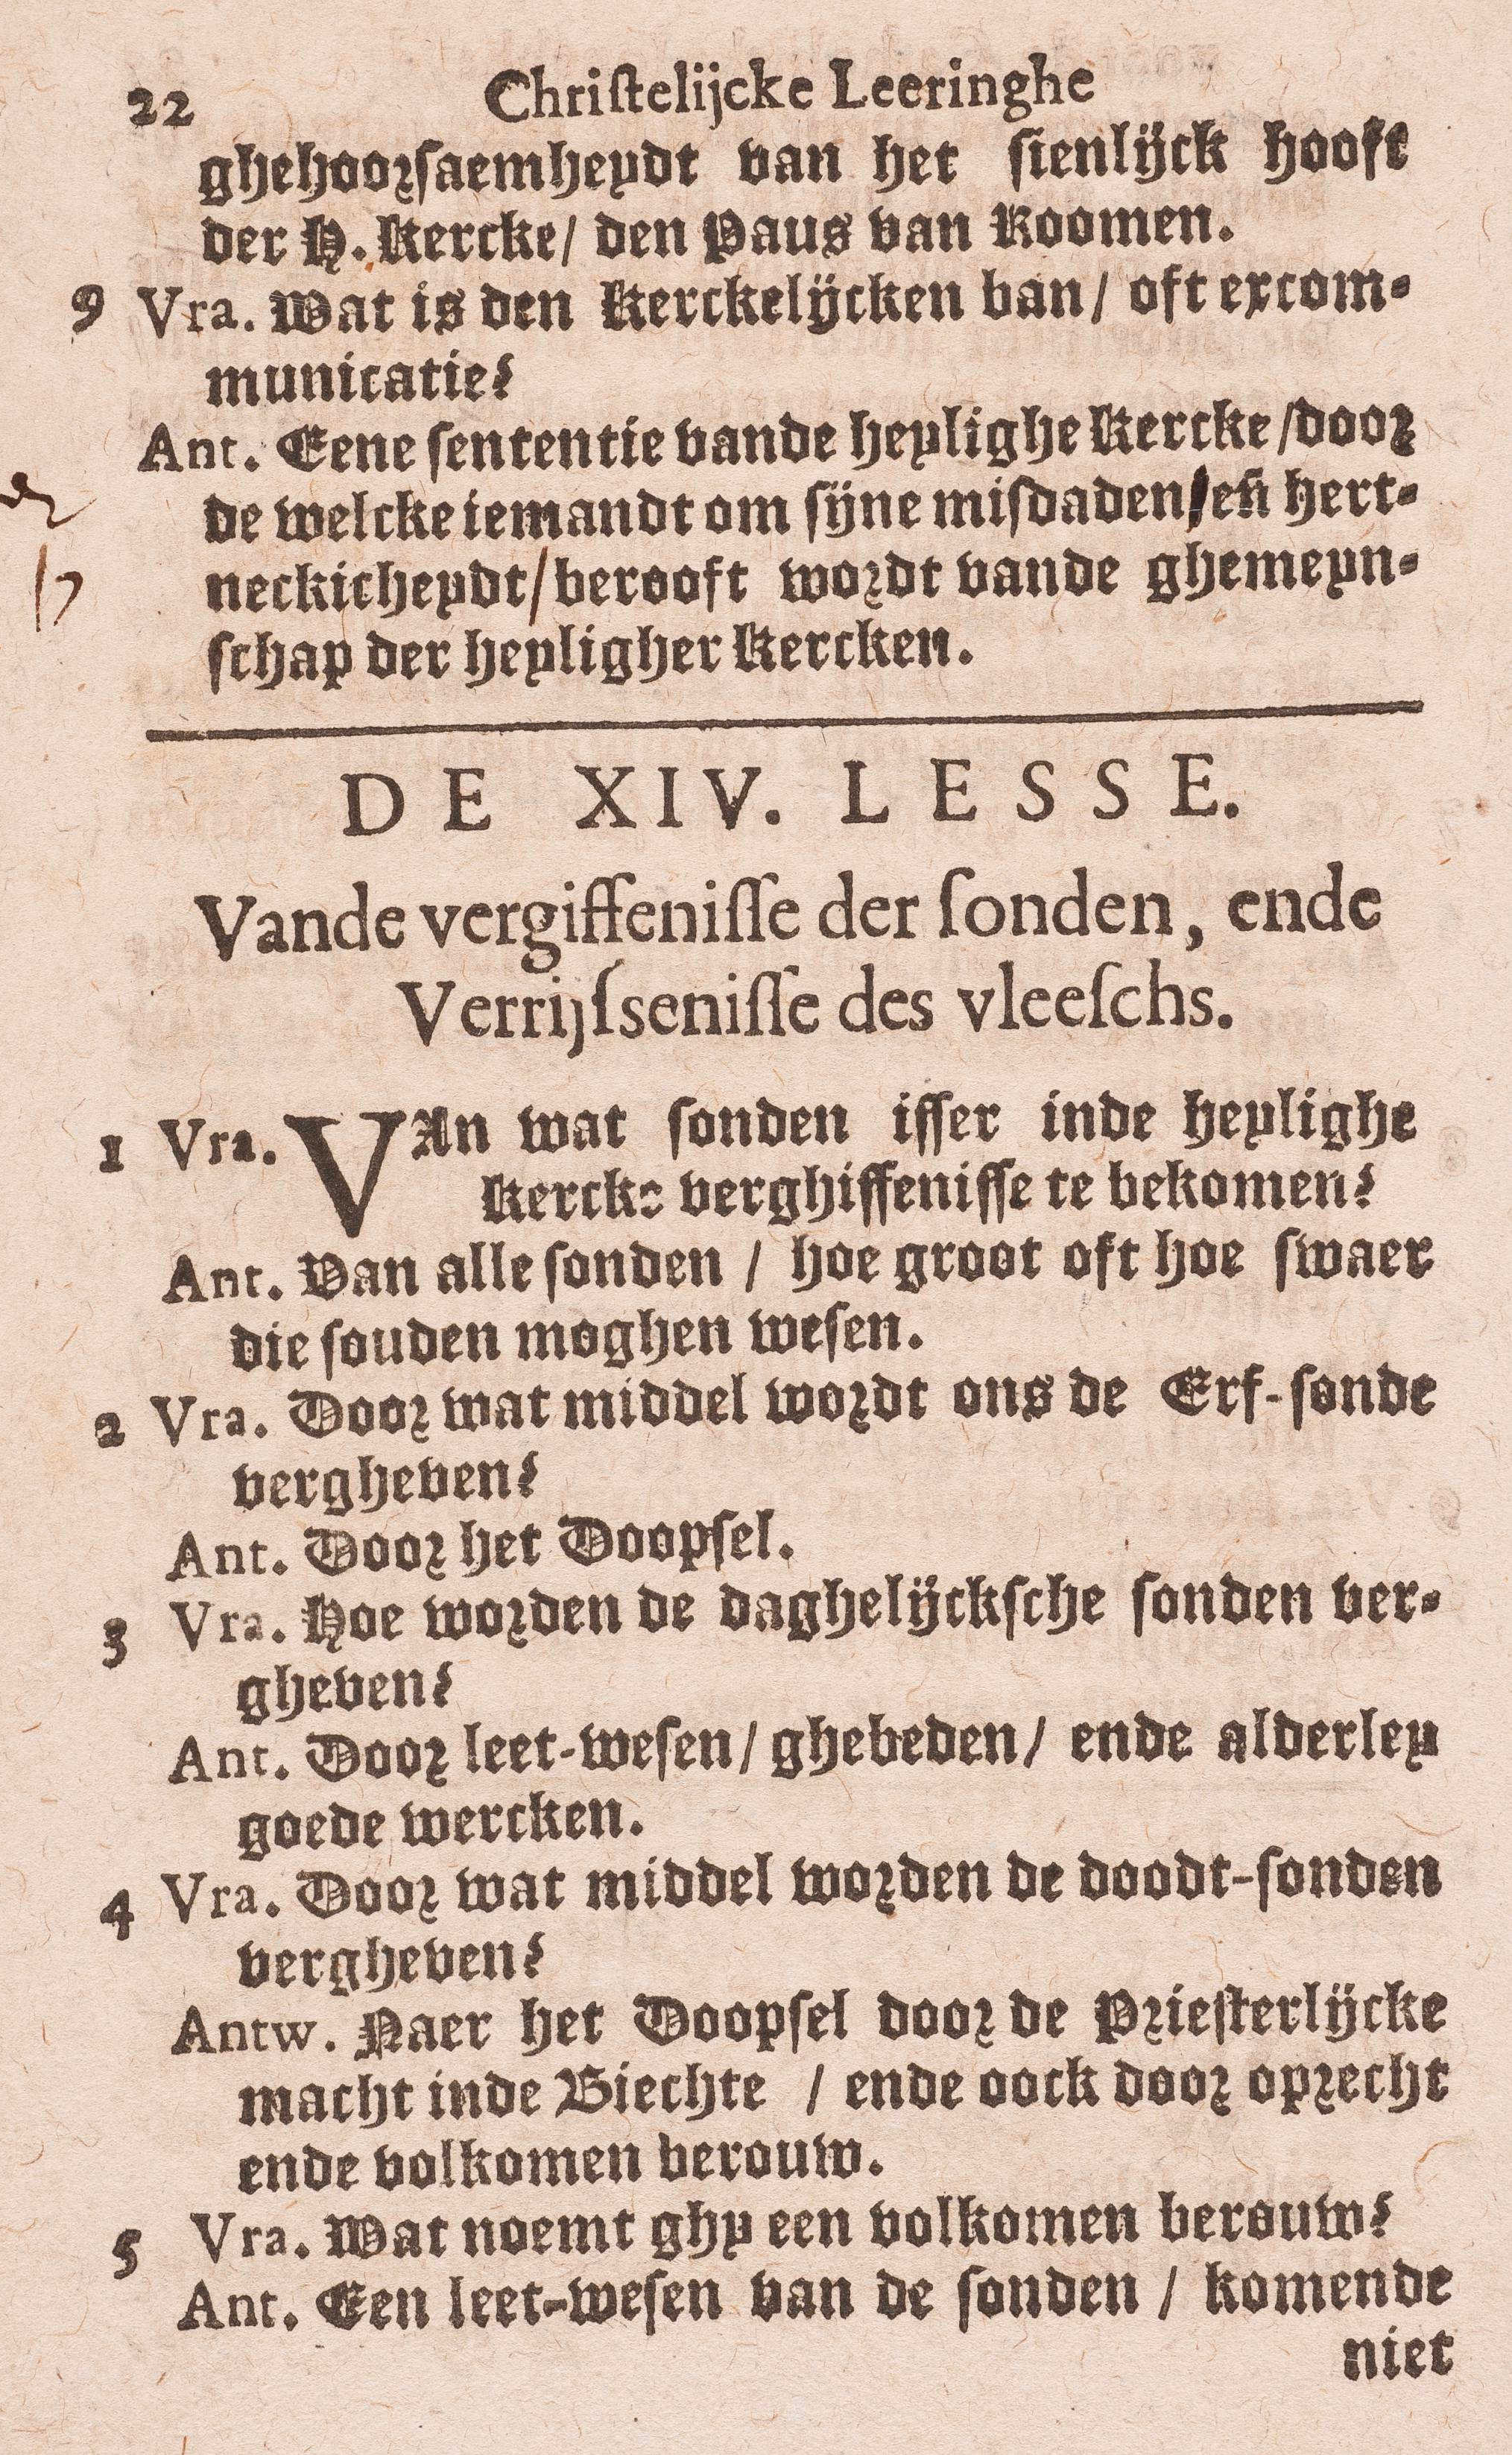 22 Christelijcke Leeringhe
ghehoorsaemheydt van het sienlijck hooft
der H. Kercke/ den Paus van Roomen.
9 Vra. Wat is den Kerckelijcken ban/ oft excom-
municatie?
Ant. Eene sententie vande heylighe Kercke/door
de welcke iemandt om sijne misdaden/en̄ hert-
neckicheydt/berooft wordt vande ghemeyn-
schap der heyligher Kercken.
DE XIV. LESSE.
Vande vergiffenisse der sonden, ende
Verrijssenisse des vleeschs.
1 Vra. VAn wat sonden isser inde heylighe
Kercke verghiffenisse te bekomen?
Ant. Van alle sonden / hoe groot oft hoe swaer
die souden moghen wesen.
2 Vra. Door wat middel wordt ons de Erf-sonde
vergheven?
Ant. Door het Doopsel.
3 Vra. Hoe worden de daghelijcksche sonden ver-
gheven?
Ant. Door leet-wesen/ ghebeden/ ende alderley
goede wercken.
4 Vra. Door wat middel worden de doodt-sonden
vergheven?
Antw. Naer het Doopsel door de Priesterlijcke
macht inde Biechte / ende oock door oprecht
ende volkomen berouw.
5 Vra. Wat noemt ghy een volkomen berouw?
Ant. Een leet-wesen van de sonden / komende
niet